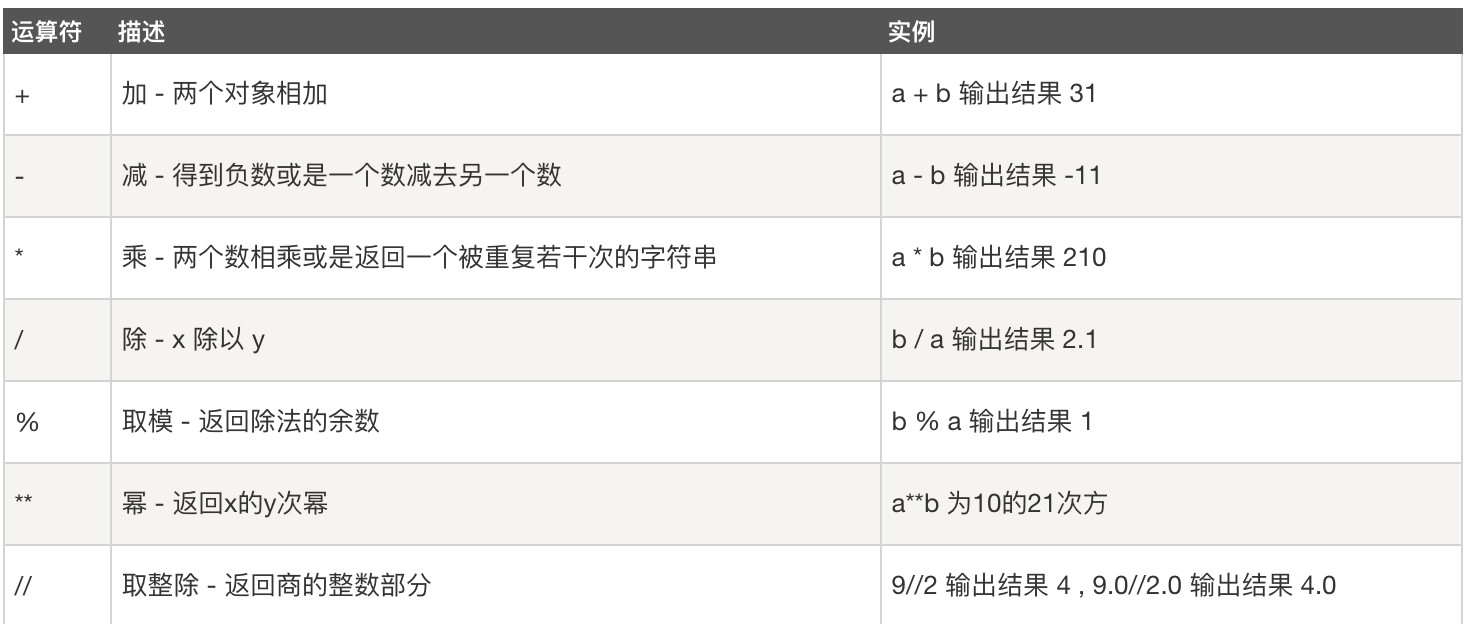 运算符 描述 实例
+ 加 - 两个对象相加 a + b 输出结果 31
- 减 - 得到负数或是一个数减去另一个数 a - b 输出结果 -11
* 乘 - 两个数相乘或是返回一个被重复若干次的字符串 a * b 输出结果 210
/ 除 - x 除以 y b / a 输出结果 2.1
% 取模 - 返回除法的余数 b % a 输出结果 1
** 幂 - 返回x的y次幂 a**b 为10的21次方
// 取整除 - 返回商的整数部分 9//2 输出结果 4 , 9.0//2.0 输出结果 4.0